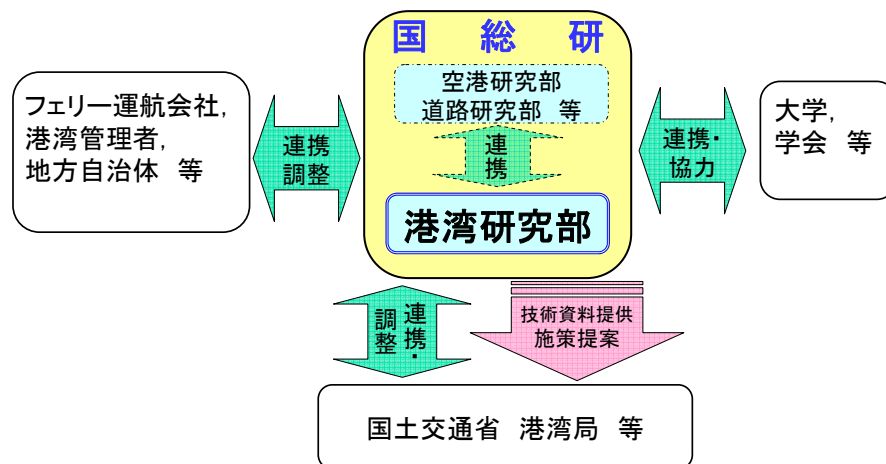 国 総 研
空港研究部
道路研究部 等
連携
港湾研究部
フェリー運航会社,
港湾管理者,
地方自治体 等
連携
調整
連携・
協力
大学,
学会 等
連携・
調整
技術資料提供
施策提案
国土交通省 港湾局 等